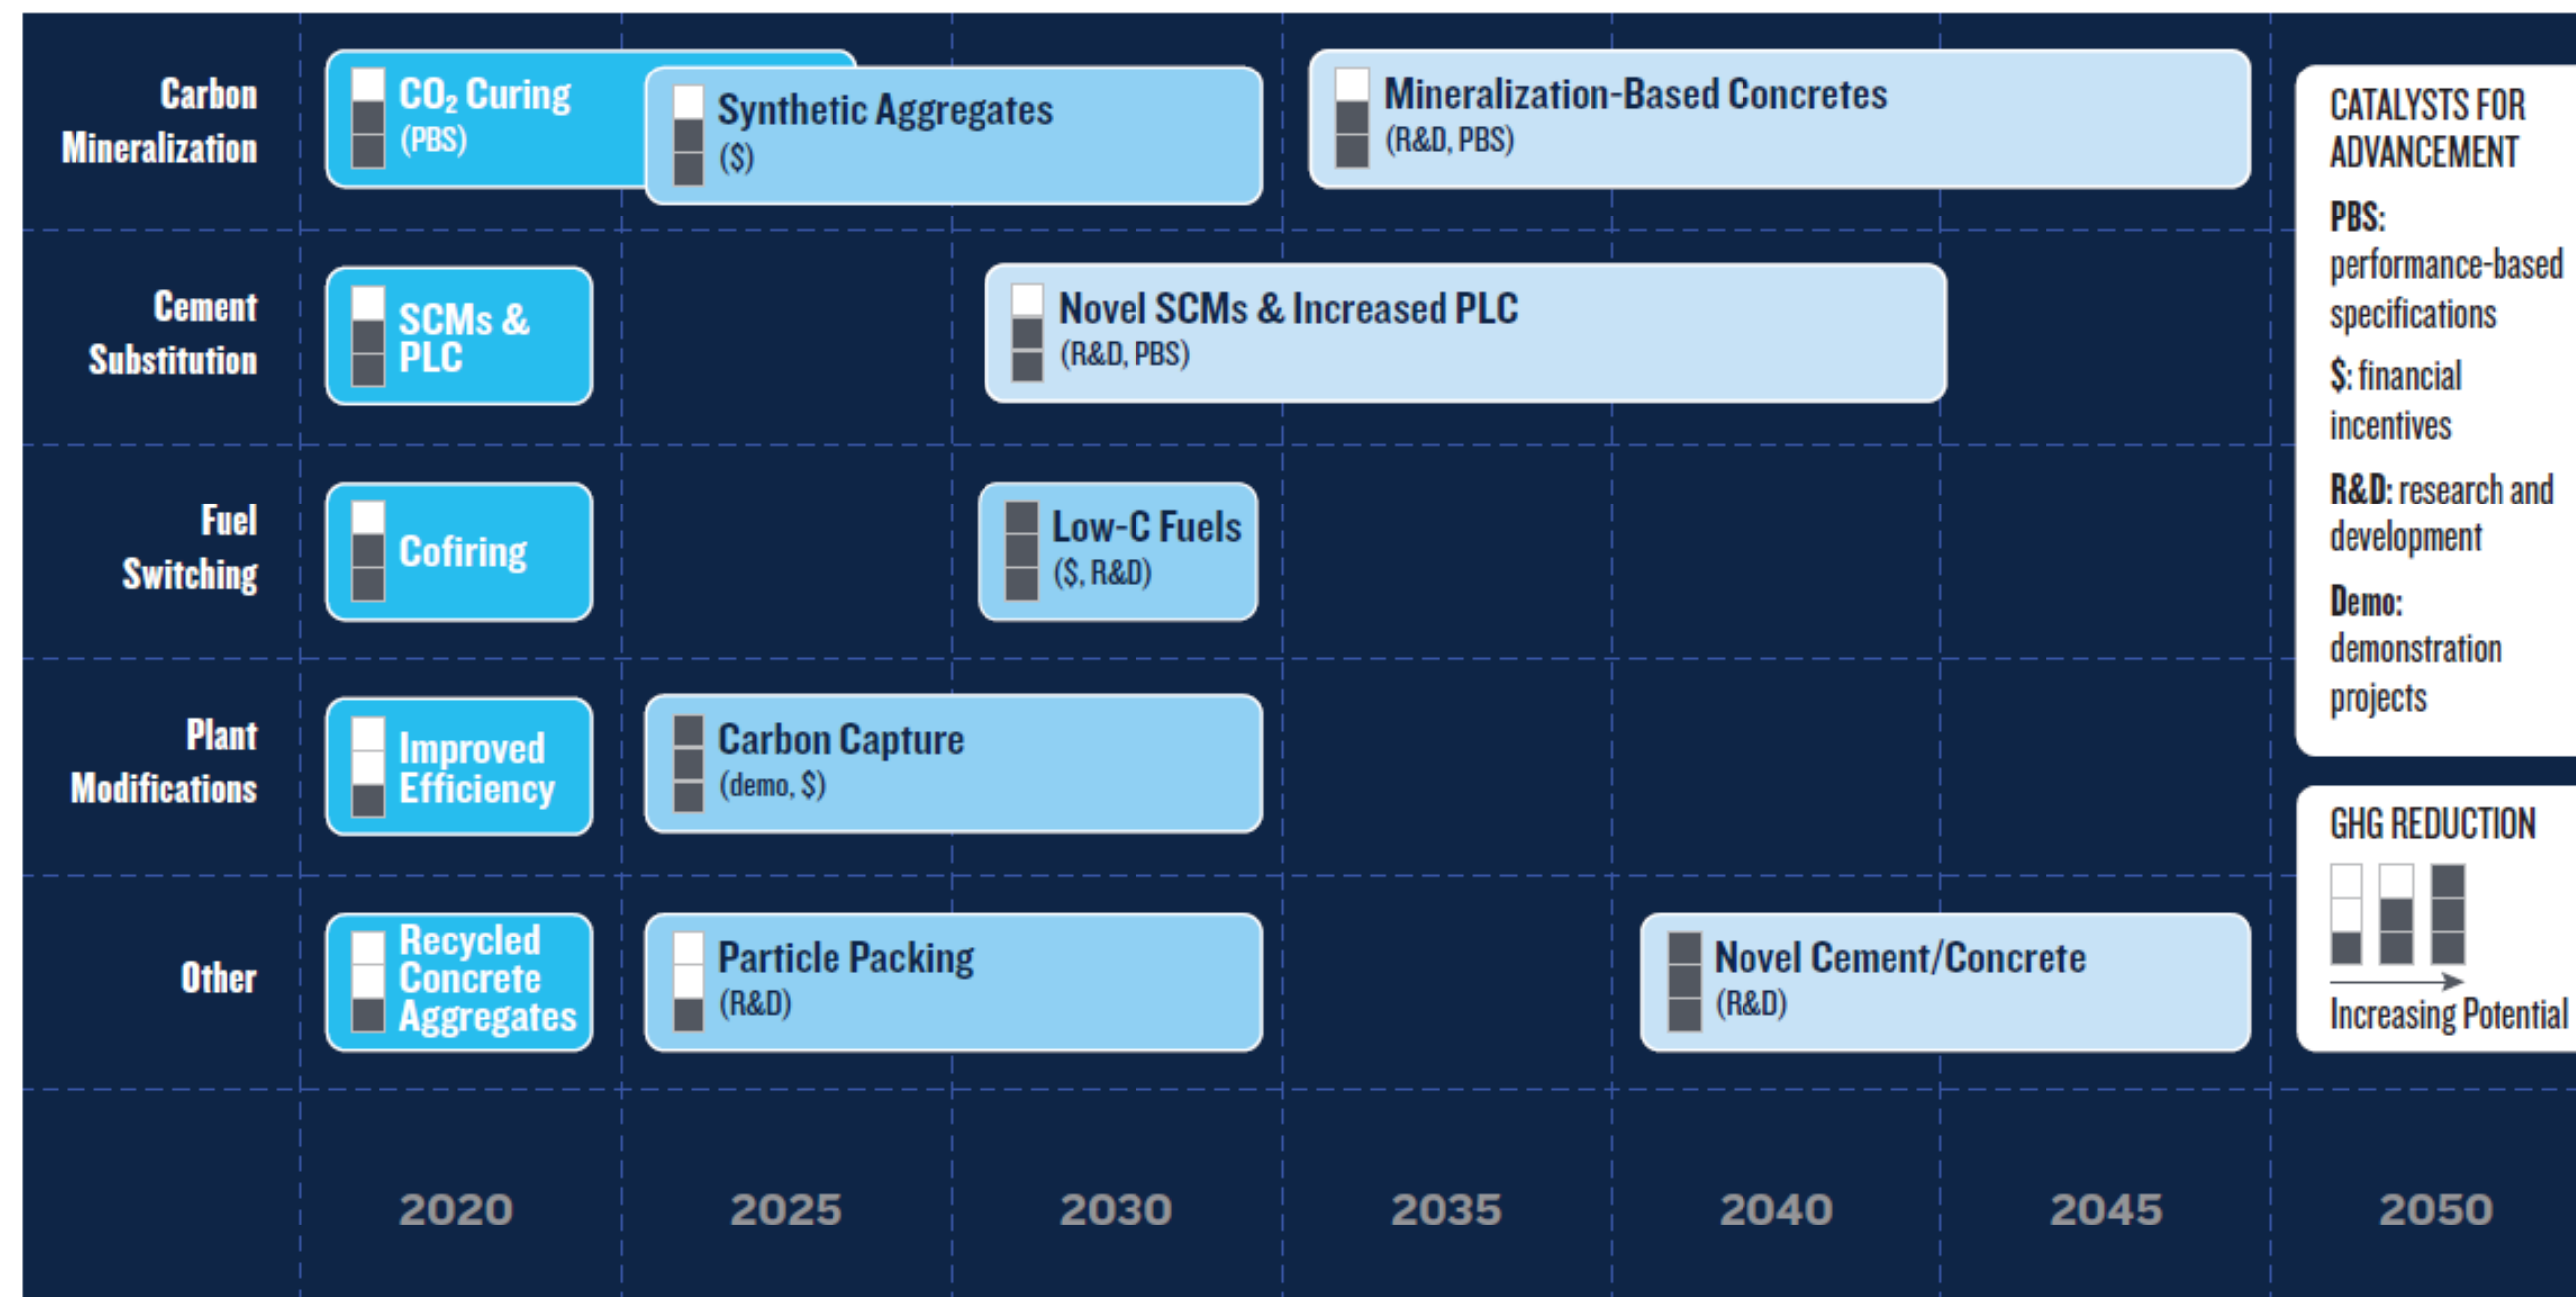 Carbon
Mineralization
CO₂ Curing
(PBS)
Synthetic Aggregates
($)
Mineralization-Based Concretes
(R&D, PBS)
Cement
Substitution
SCMs &
PLC
Novel SCMs & Increased PLC
(R&D, PBS)
Fuel
Switching
Cofiring
Low-C Fuels
($, R&D)
Plant
Modifications
Improved
Efficiency
Carbon Capture
(demo, $)
Other
Recycled
Concrete
Aggregates
Particle Packing
(R&D)
Novel Cement/Concrete
(R&D)
CATALYSTS FOR
ADVANCEMENT
PBS:
performance-based
specifications
$: financial
incentives
R&D: research and
development
Demo:
demonstration
projects
GHG REDUCTION
Increasing Potential
2020
2025
2030
2035
2040
2045
2050